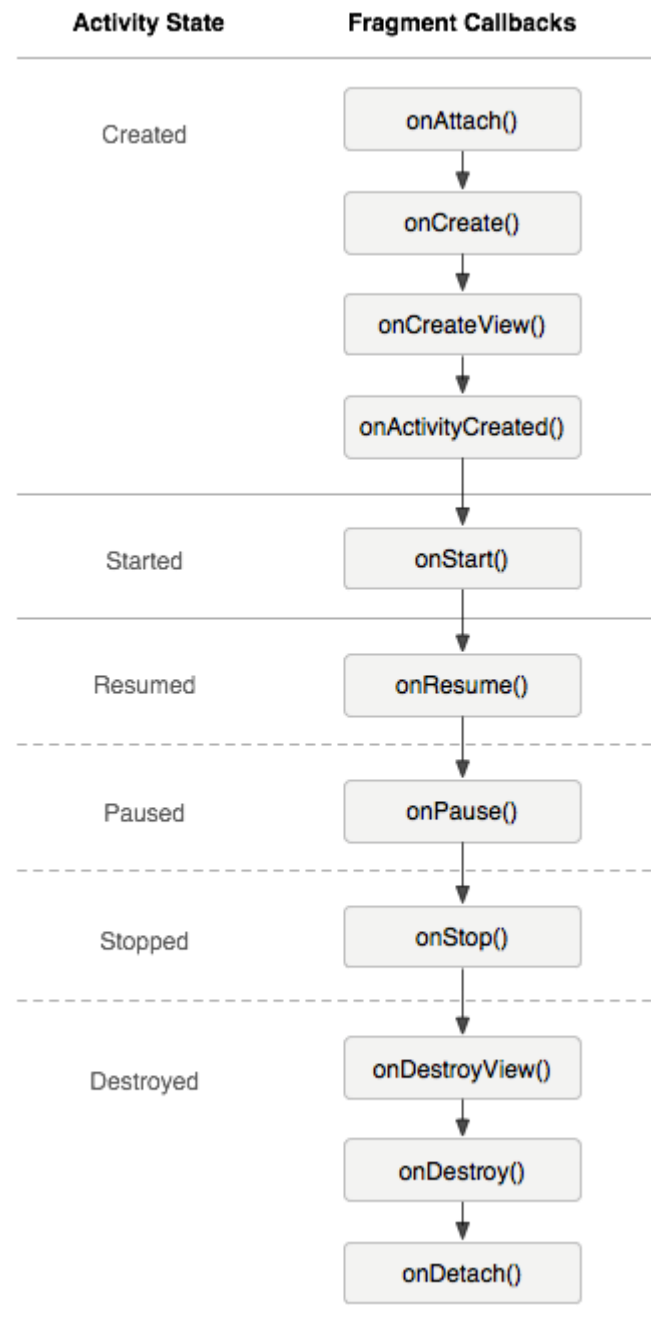 Activity State Fragment Callbacks
Created onAttach()
onCreate()
onCreateView()
onActivityCreated()
Started onStart()
Resumed onResume()
Paused onPause()
Stopped onStop()
Destroyed onDestroyView()
onDestroy()
onDetach()